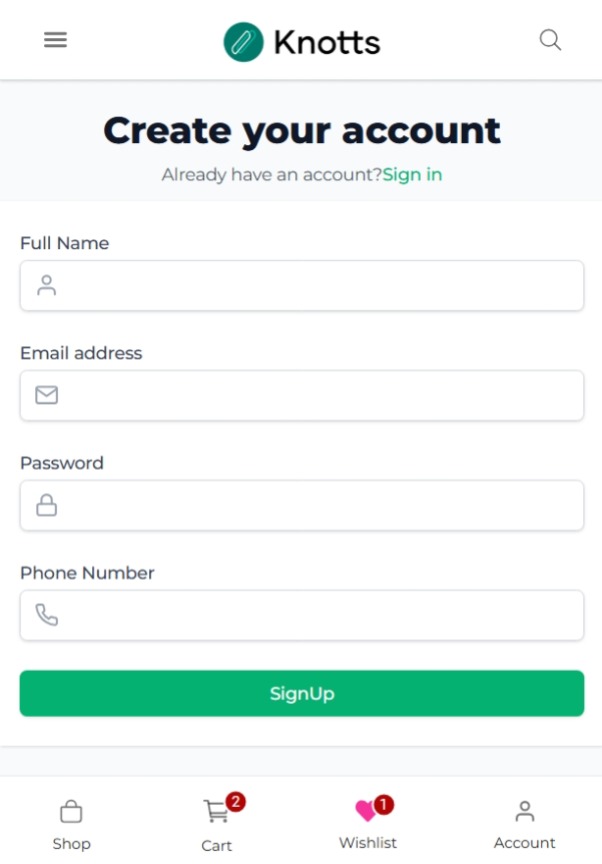 Knotts
Create your account
Already have an account?Sign in
Full Name
Email address
Password
Phone Number
SignUp
2
1
Shop
Cart
Wishlist
Account